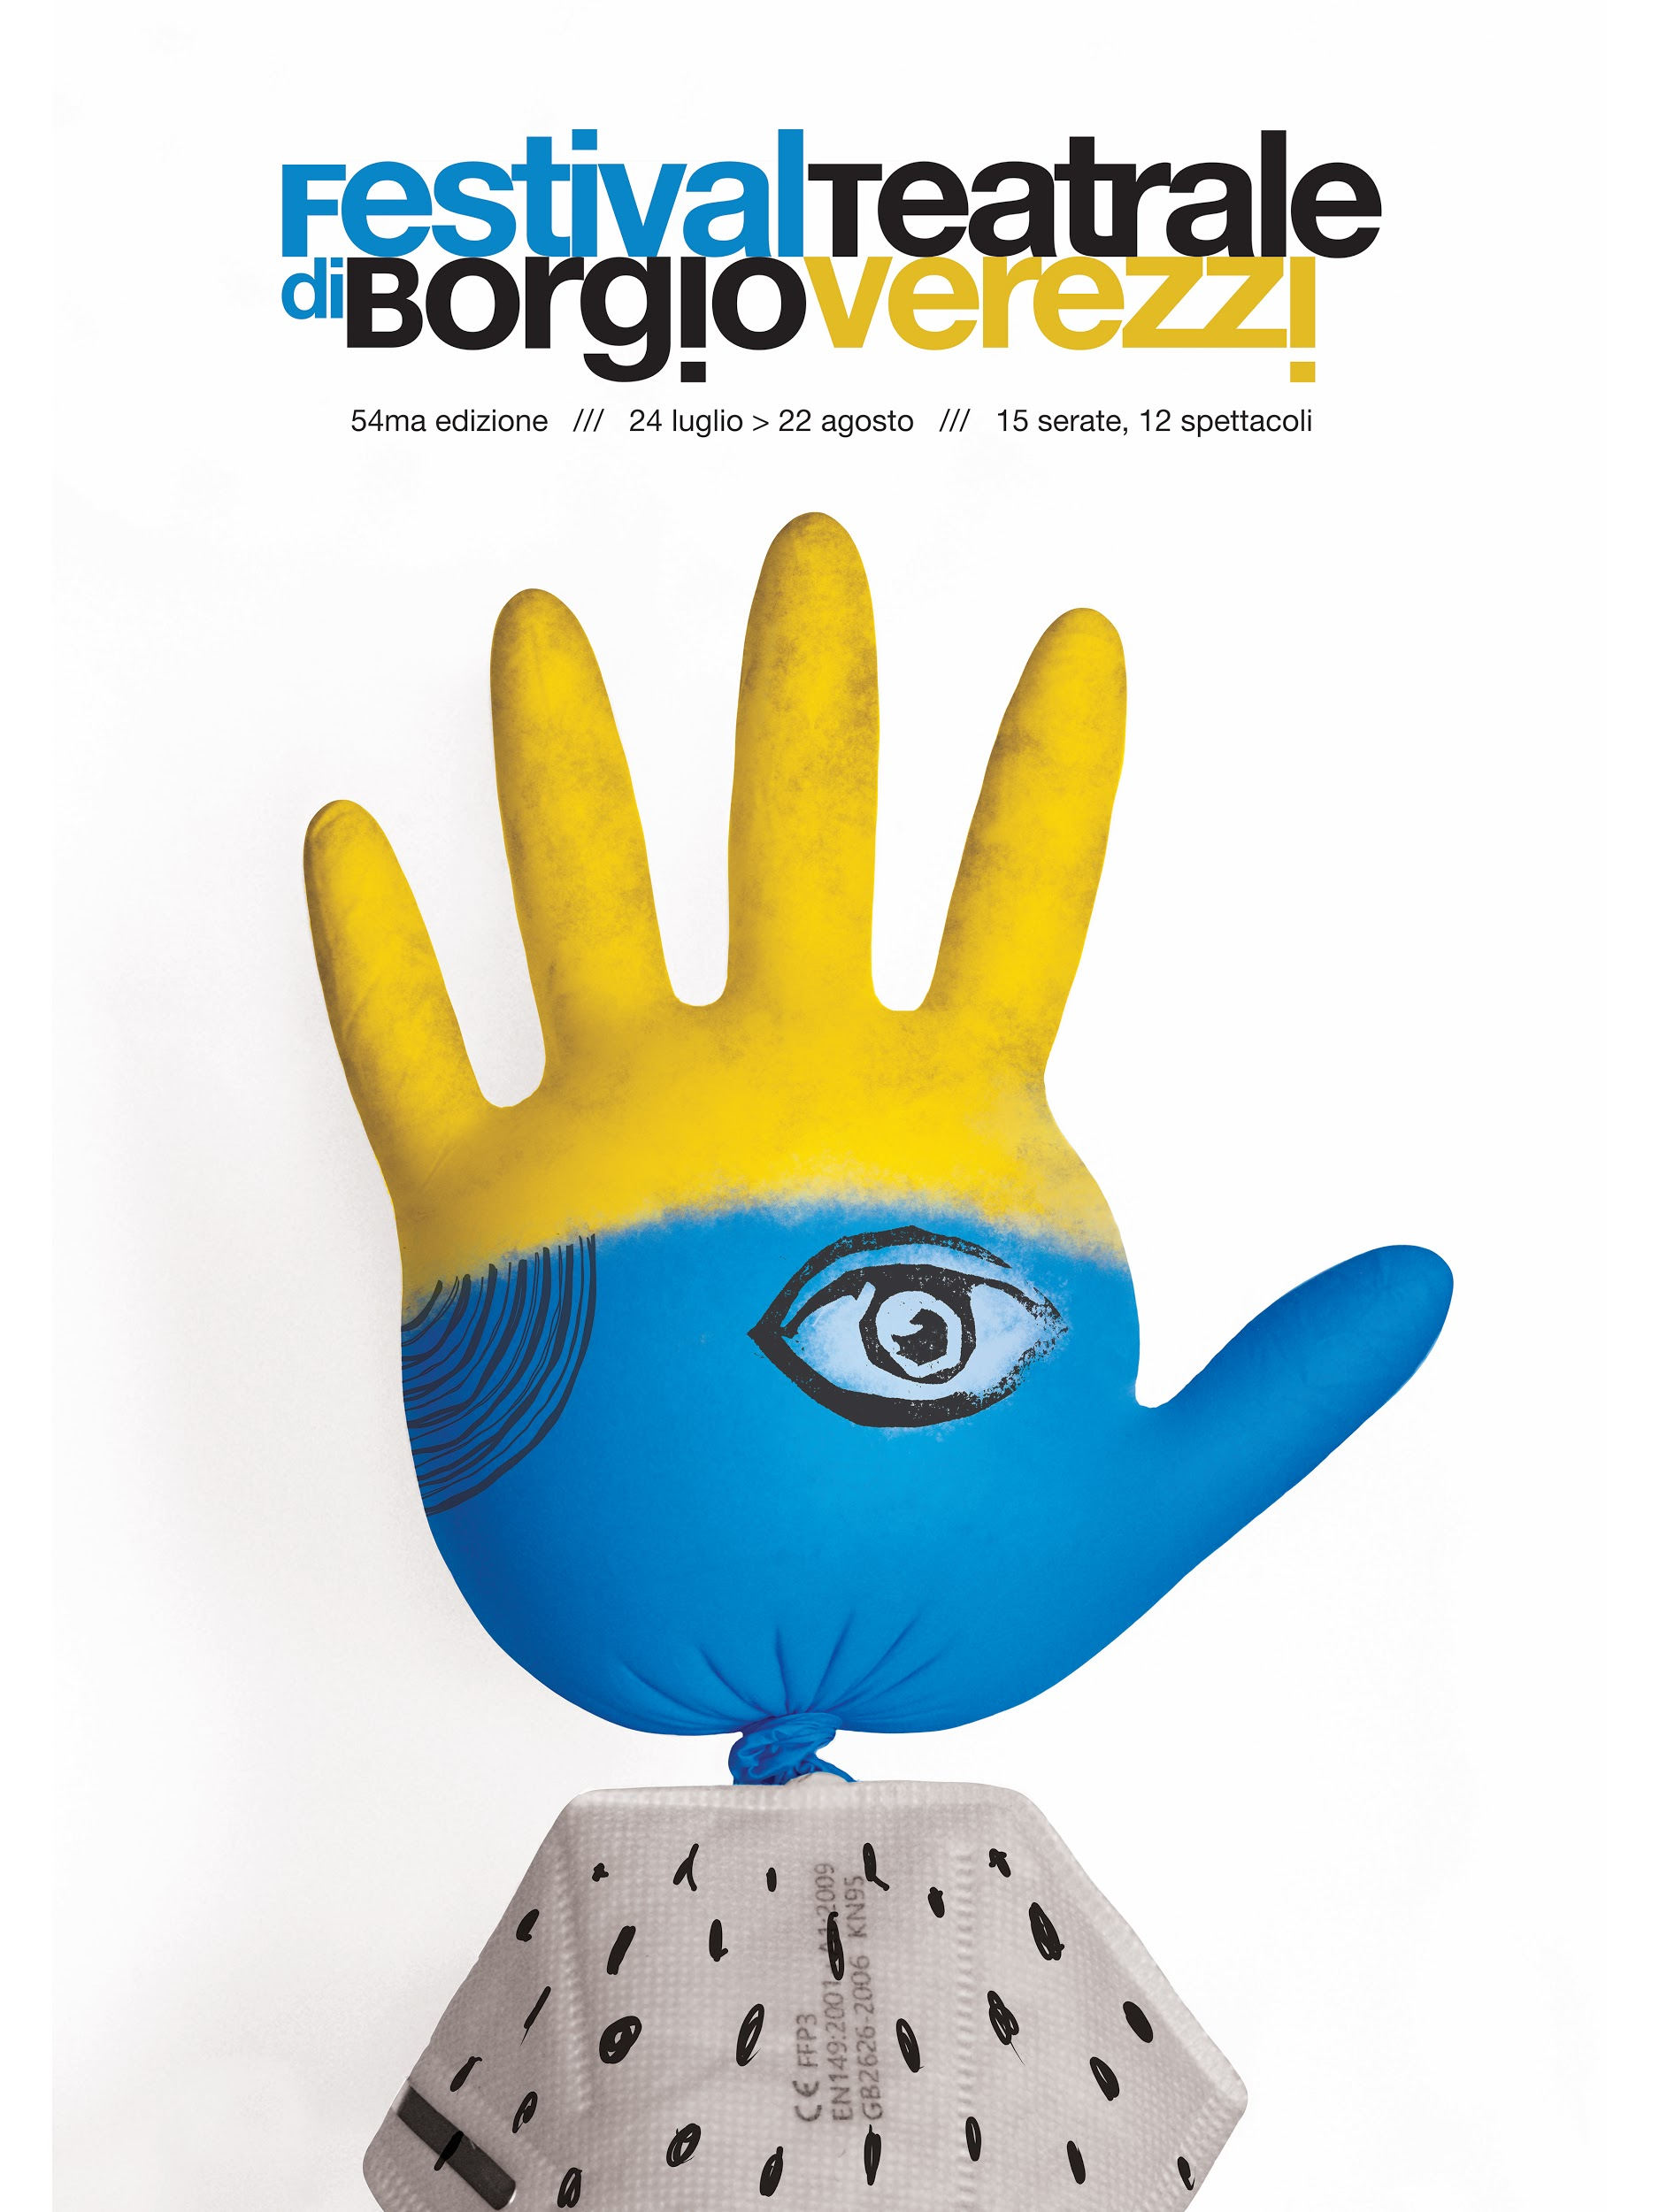 Festival Teatrale
di Borgio verezzi
54ma edizione /// 24 luglio > 22 agosto /// 15 serate, 12 spettacoli
CE FFP3
EN149:2001 A1:2009
GB2626-2006 KN95